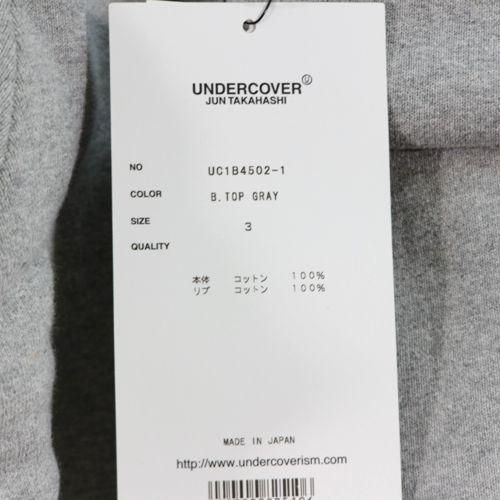 UNDERCOVER Ⓤ
JUN TAKAHASHI
NO UC1B4502-1
COLOR B.TOP GRAY
SIZE 3
QUALITY
本体 コットン 100%
リブ コットン 100%
MADE IN JAPAN
http://www.undercoverism.com/